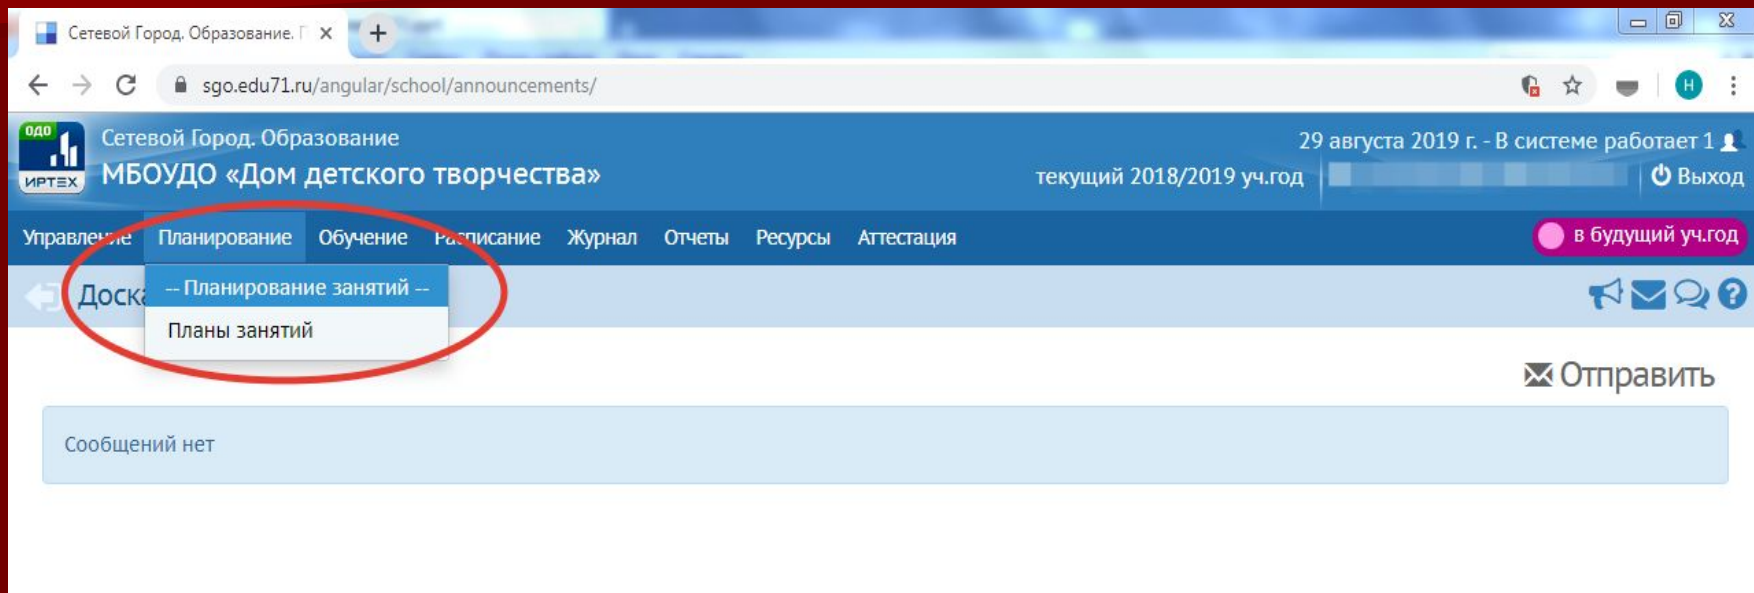 Сетевой Город. Образование. Г
sgo.edu71.ru/angular/school/announcements/
Н
ОДО
ИРТЕХ
Сетевой Город. Образование
29 августа 2019 г. - В системе работает 1
МБОУДО «Дом детского творчества»
текущий 2018/2019 уч.год
Выход
Управление Планирование Обучение Расписание Журнал Отчеты Ресурсы Аттестация
в будущий уч.год
Доска
-- Планирование занятий --
Планы занятий
Отправить
Сообщений нет